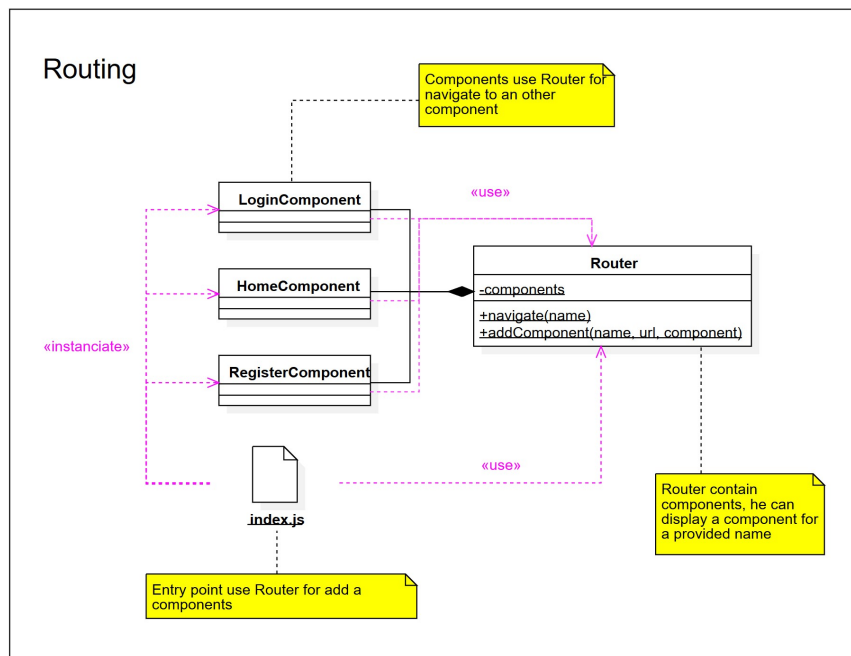 Routing
Components use Router for
navigate to an other
component
«use»
LoginComponent
Router
-components
+navigate(name)
+addComponent(name, url, component)
HomeComponent
«instanciate»
RegisterComponent
«use»
index.js
Router contain
components, he can
display a component for
a provided name
Entry point use Router for add a
components